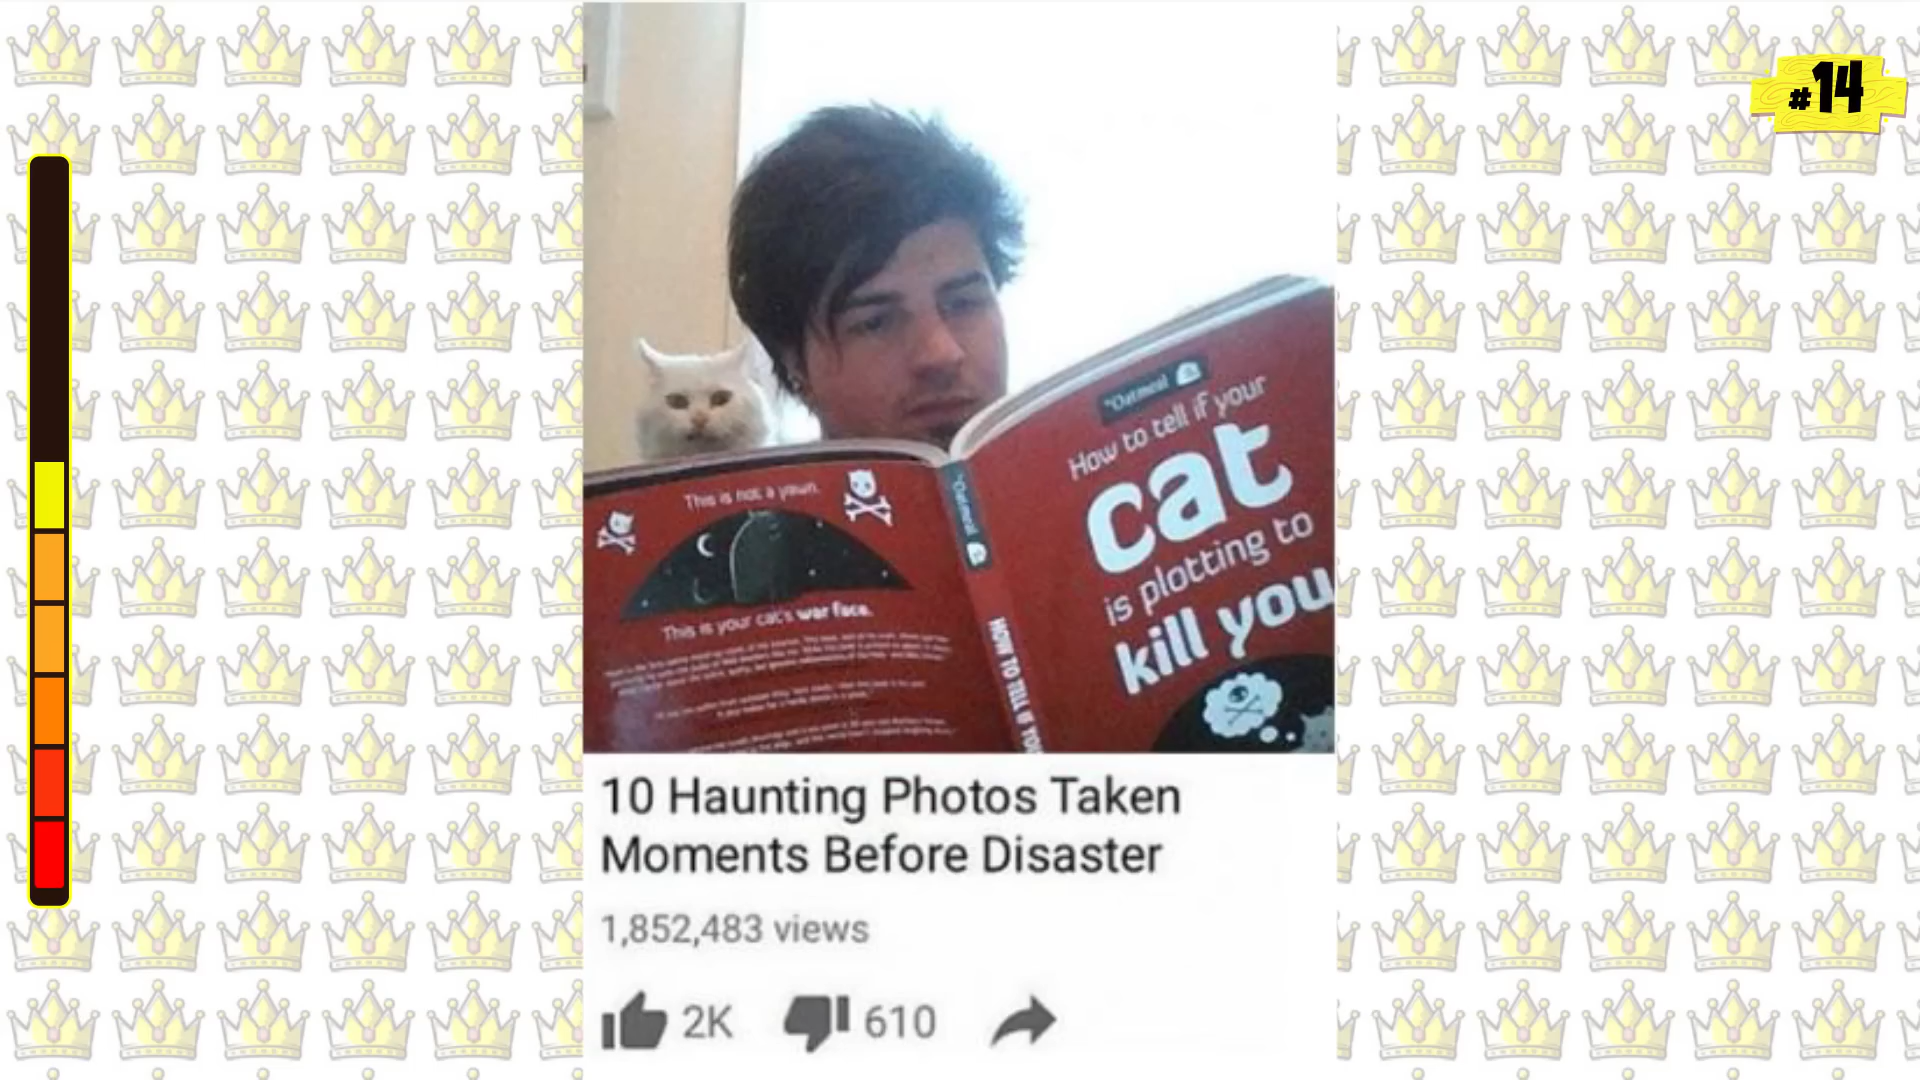 #14
"Oatmeal
How to tell if your
cat
is plotting to
kill you
This is not a yawn.
This is your cat's war face.
"Oatmeal
HOW TO TELL IF YOU
10 Haunting Photos Taken
Moments Before Disaster
1,852,483 views
2K
610